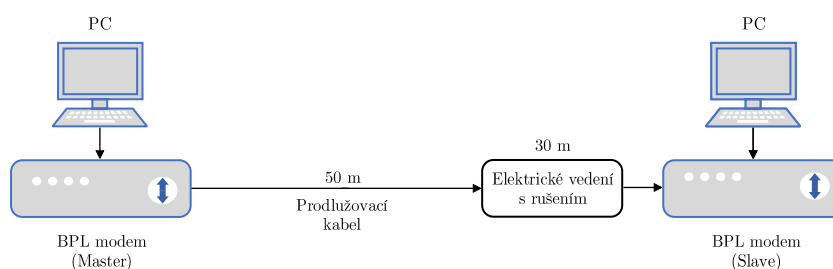 PC
PC
50 m
Prodlužovací
kabel
30 m
Elektrické vedení
s rušením
BPL modem
(Master)
BPL modem
(Slave)